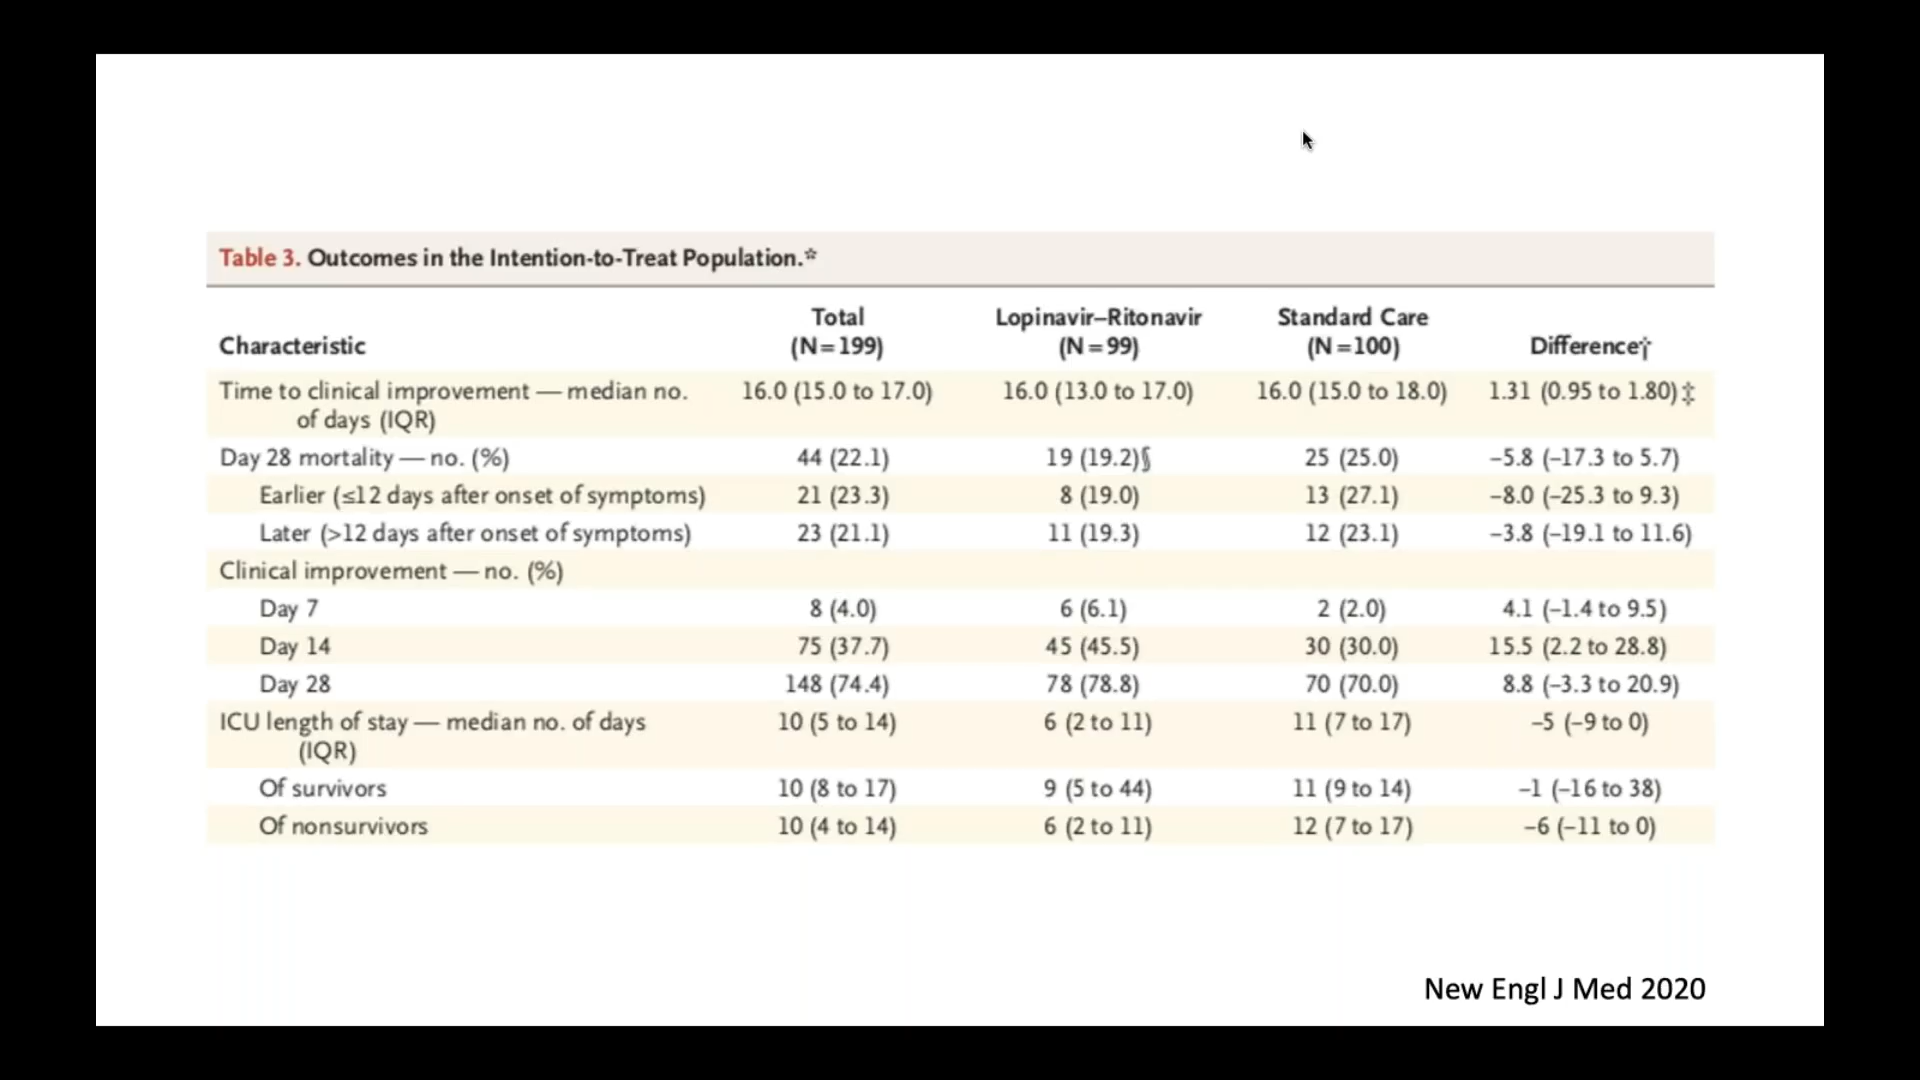 Table 3. Outcomes in the Intention-to-Treat Population.*
Characteristic Total (N=199) Lopinavir–Ritonavir (N=99) Standard Care (N=100) Difference†
Time to clinical improvement — median no. of days (IQR) 16.0 (15.0 to 17.0) 16.0 (13.0 to 17.0) 16.0 (15.0 to 18.0) 1.31 (0.95 to 1.80)‡
Day 28 mortality — no. (%) 44 (22.1) 19 (19.2)§ 25 (25.0) –5.8 (–17.3 to 5.7)
Earlier (≤12 days after onset of symptoms) 21 (23.3) 8 (19.0) 13 (27.1) –8.0 (–25.3 to 9.3)
Later (>12 days after onset of symptoms) 23 (21.1) 11 (19.3) 12 (23.1) –3.8 (–19.1 to 11.6)
Clinical improvement — no. (%)
Day 7 8 (4.0) 6 (6.1) 2 (2.0) 4.1 (–1.4 to 9.5)
Day 14 75 (37.7) 45 (45.5) 30 (30.0) 15.5 (2.2 to 28.8)
Day 28 148 (74.4) 78 (78.8) 70 (70.0) 8.8 (–3.3 to 20.9)
ICU length of stay — median no. of days (IQR) 10 (5 to 14) 6 (2 to 11) 11 (7 to 17) –5 (–9 to 0)
Of survivors 10 (8 to 17) 9 (5 to 44) 11 (9 to 14) –1 (–16 to 38)
Of nonsurvivors 10 (4 to 14) 6 (2 to 11) 12 (7 to 17) –6 (–11 to 0)
New Engl J Med 2020